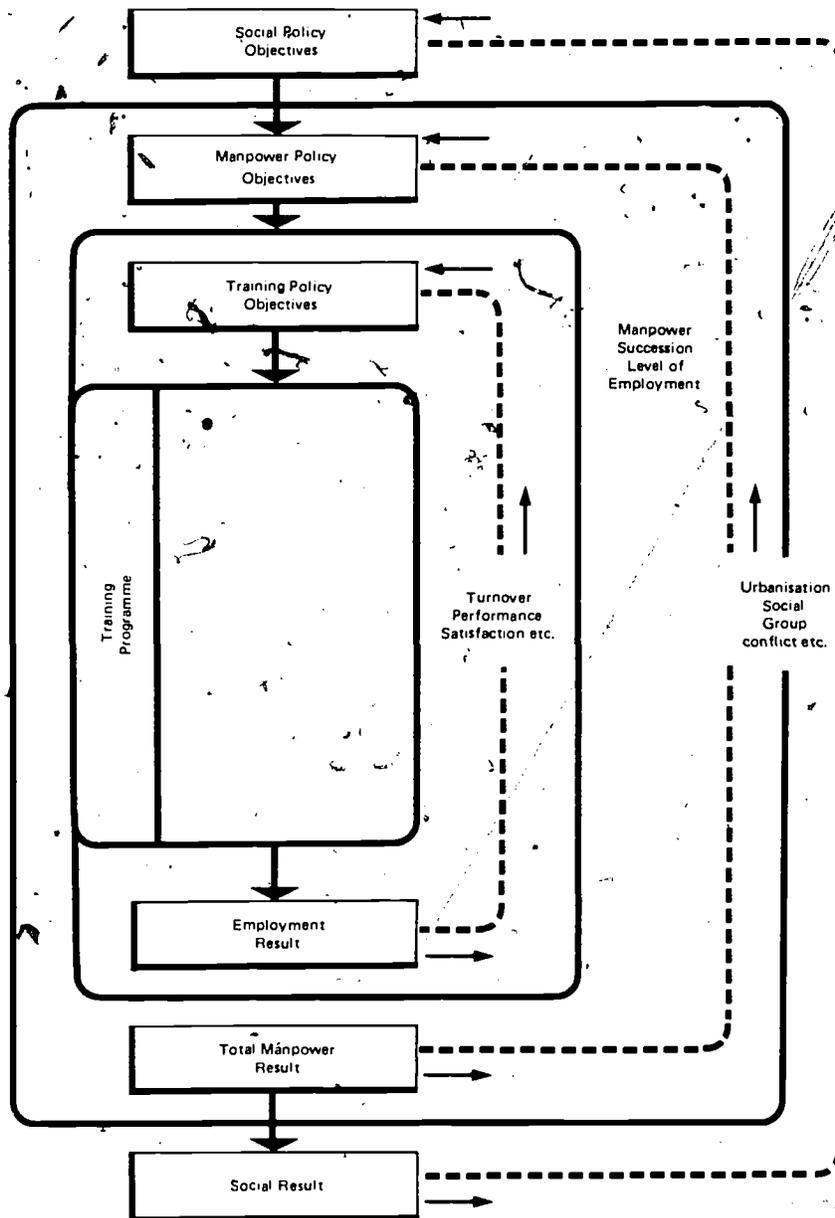 Social Policy
Objectives
Manpower Policy
Objectives
Training Policy
Objectives
Manpower
Succession
Level of
Employment
Training
Programme
Turnover
Performance
Satisfaction etc.
Urbanisation
Social
Group
conflict etc.
Employment
Result
Total Manpower
Result
Social Result